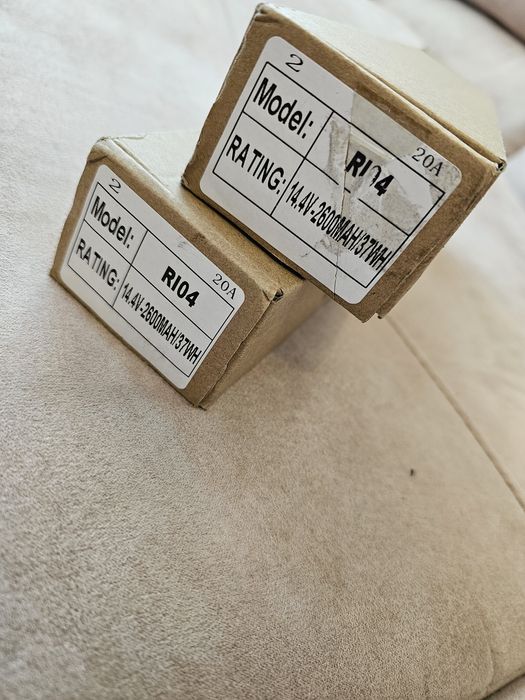 2
Model: RI04
RATING: 14.4V-2600MAH/37WH
20A
2
Model: RI04
RATING: 14.4V-2600MAH/37WH
20A